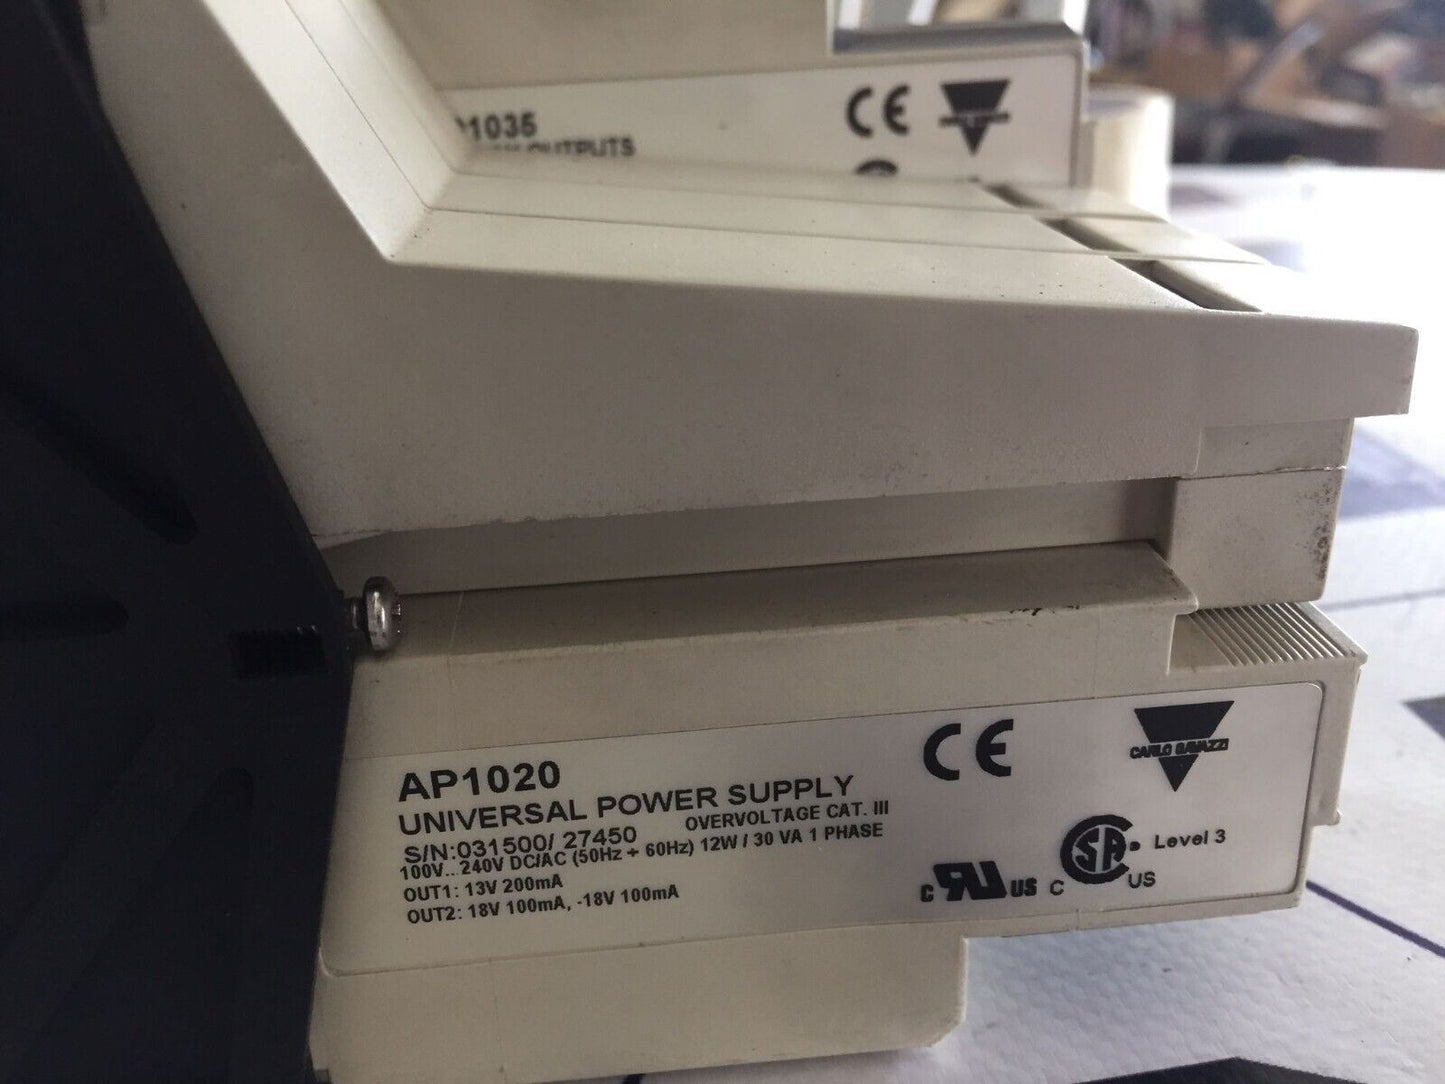 1035
OUTPUTS
CE
AP1020
UNIVERSAL POWER SUPPLY
S/N:031500/ 27450 OVERVOLTAGE CAT. III
100V...240V DC/AC (50Hz ÷ 60Hz) 12W / 30 VA 1 PHASE
OUT1: 13V 200mA
OUT2: 18V 100mA, -18V 100mA
CE
CARLO GAVAZZI
C UL US
C SA US Level 3